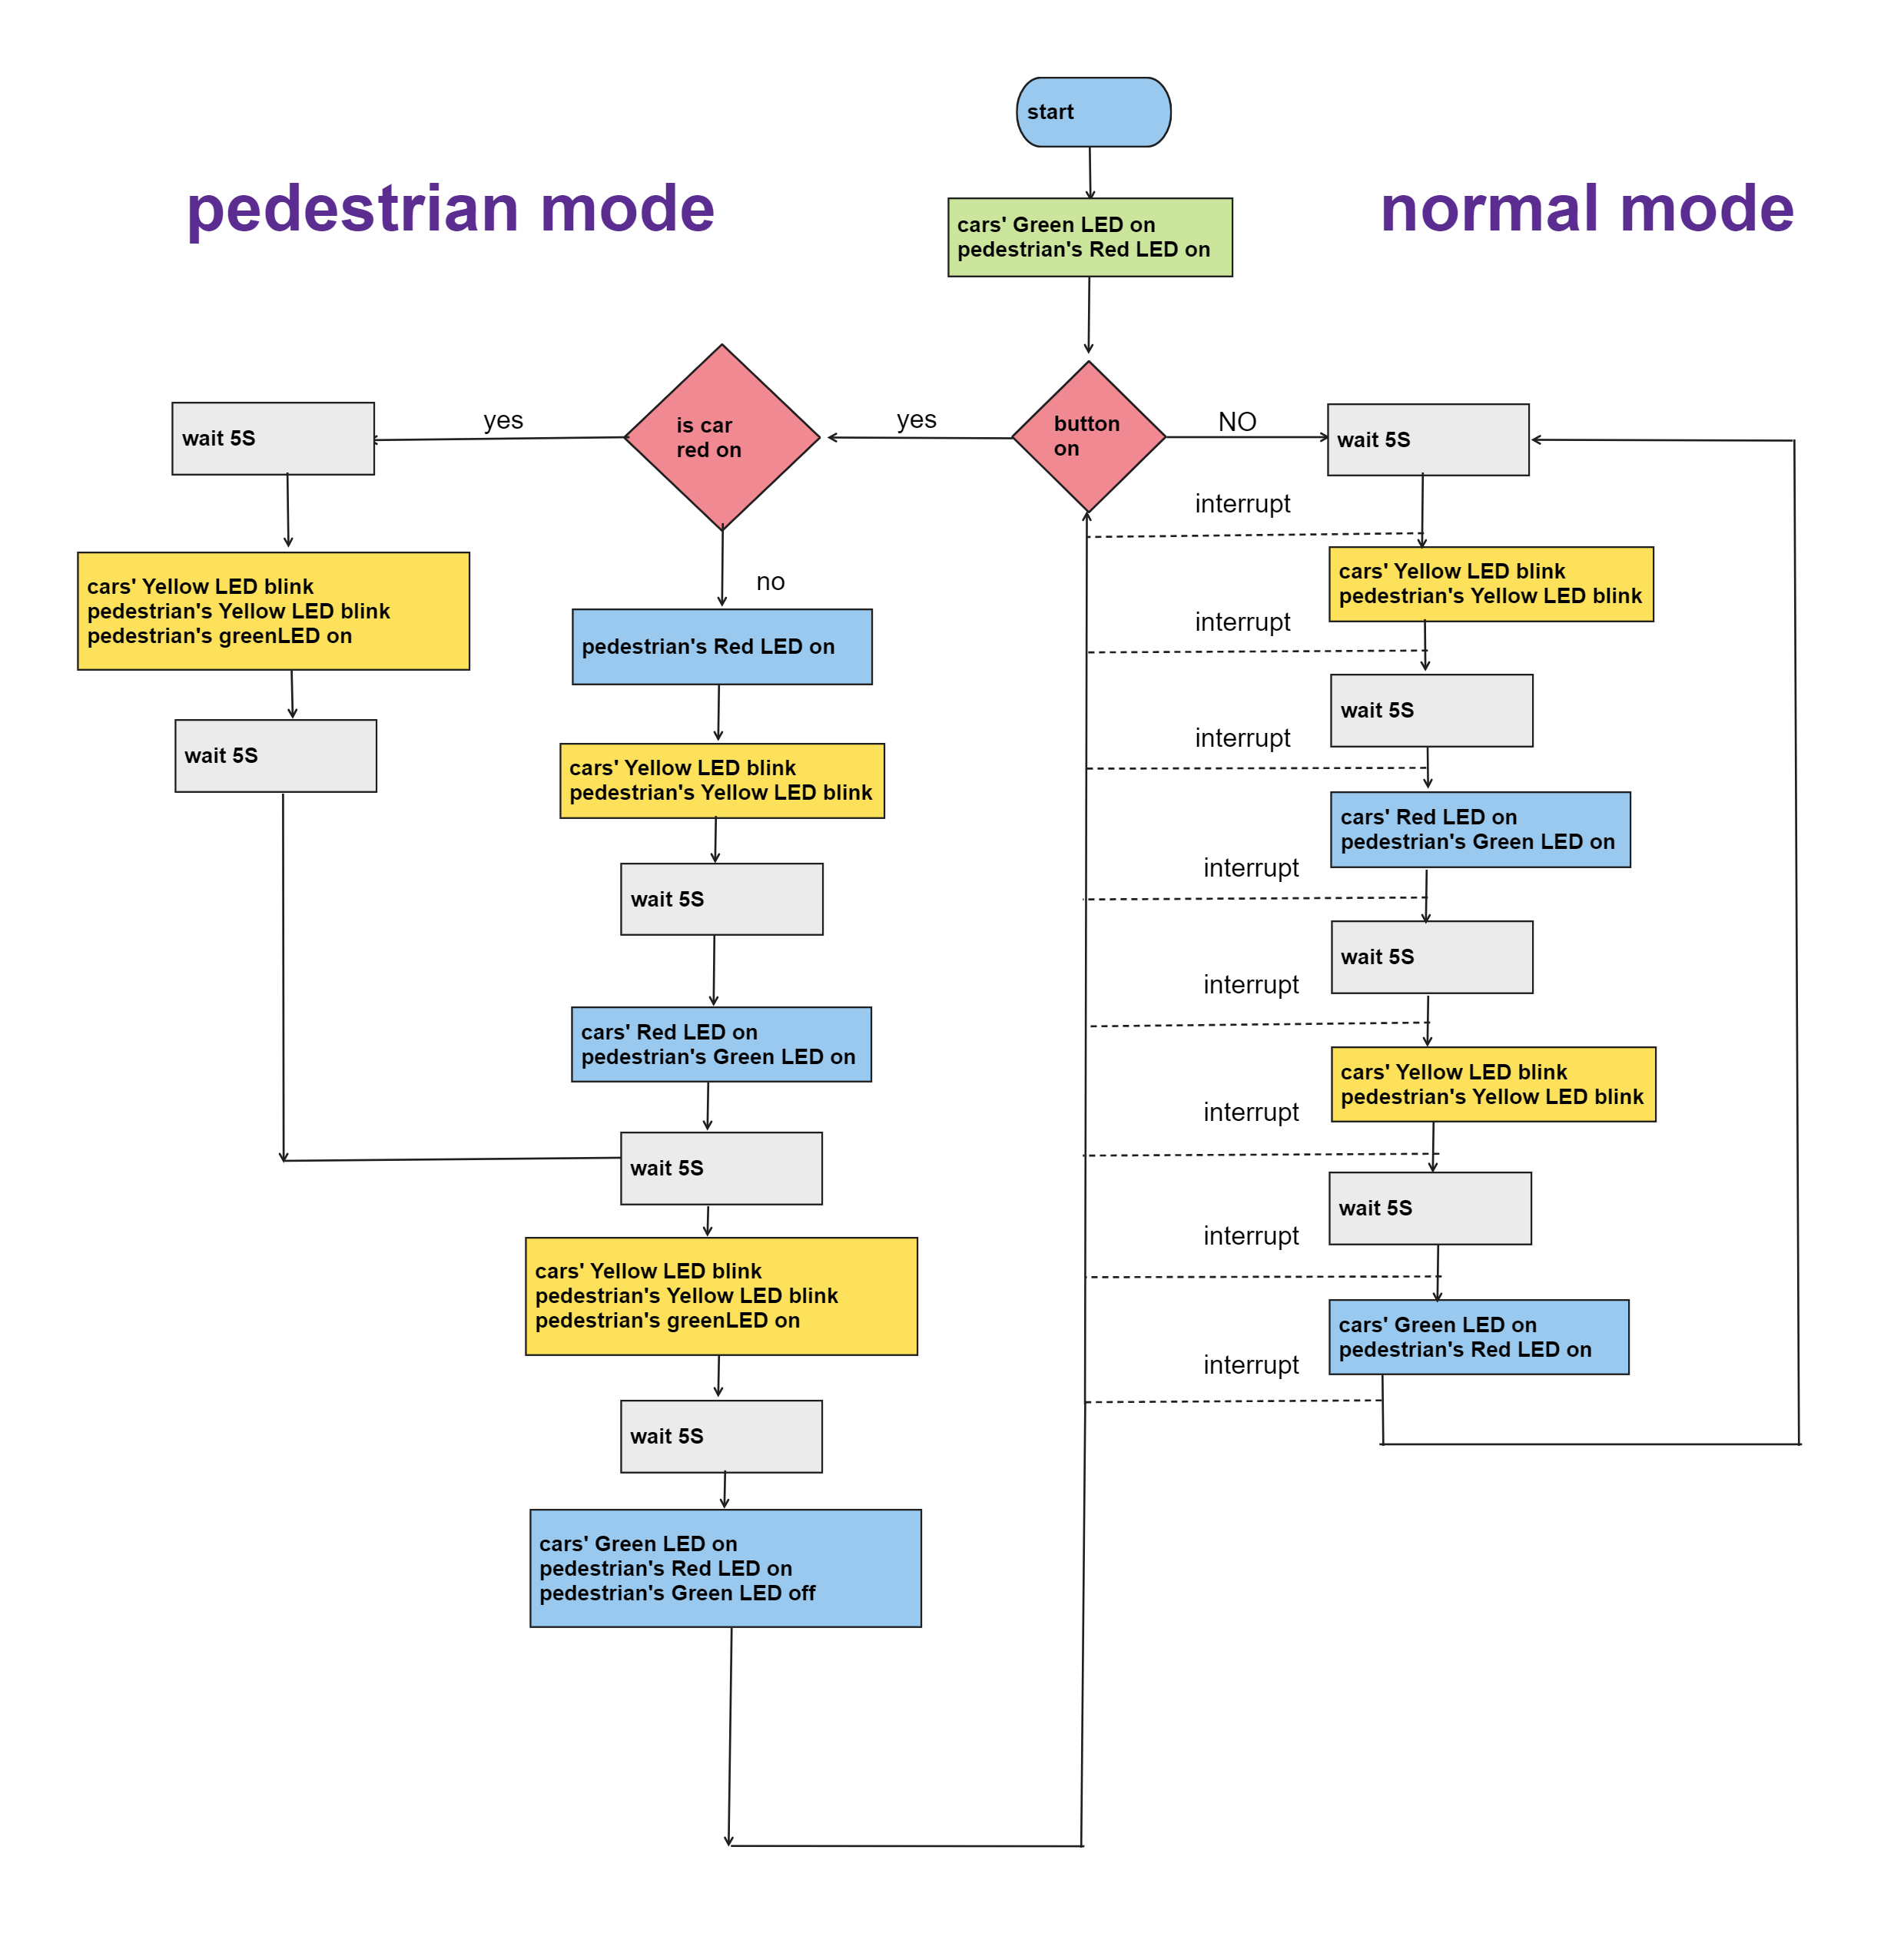 start
pedestrian mode
normal mode
cars' Green LED on
pedestrian's Red LED on
yes
is car
red on
yes
button
on
NO
wait 5S
wait 5S
interrupt
cars' Yellow LED blink
pedestrian's Yellow LED blink
pedestrian's greenLED on
no
cars' Yellow LED blink
pedestrian's Yellow LED blink
interrupt
pedestrian's Red LED on
wait 5S
wait 5S
interrupt
cars' Yellow LED blink
pedestrian's Yellow LED blink
cars' Red LED on
pedestrian's Green LED on
interrupt
wait 5S
wait 5S
interrupt
cars' Red LED on
pedestrian's Green LED on
cars' Yellow LED blink
pedestrian's Yellow LED blink
interrupt
wait 5S
wait 5S
interrupt
cars' Yellow LED blink
pedestrian's Yellow LED blink
pedestrian's greenLED on
cars' Green LED on
pedestrian's Red LED on
interrupt
wait 5S
cars' Green LED on
pedestrian's Red LED on
pedestrian's Green LED off